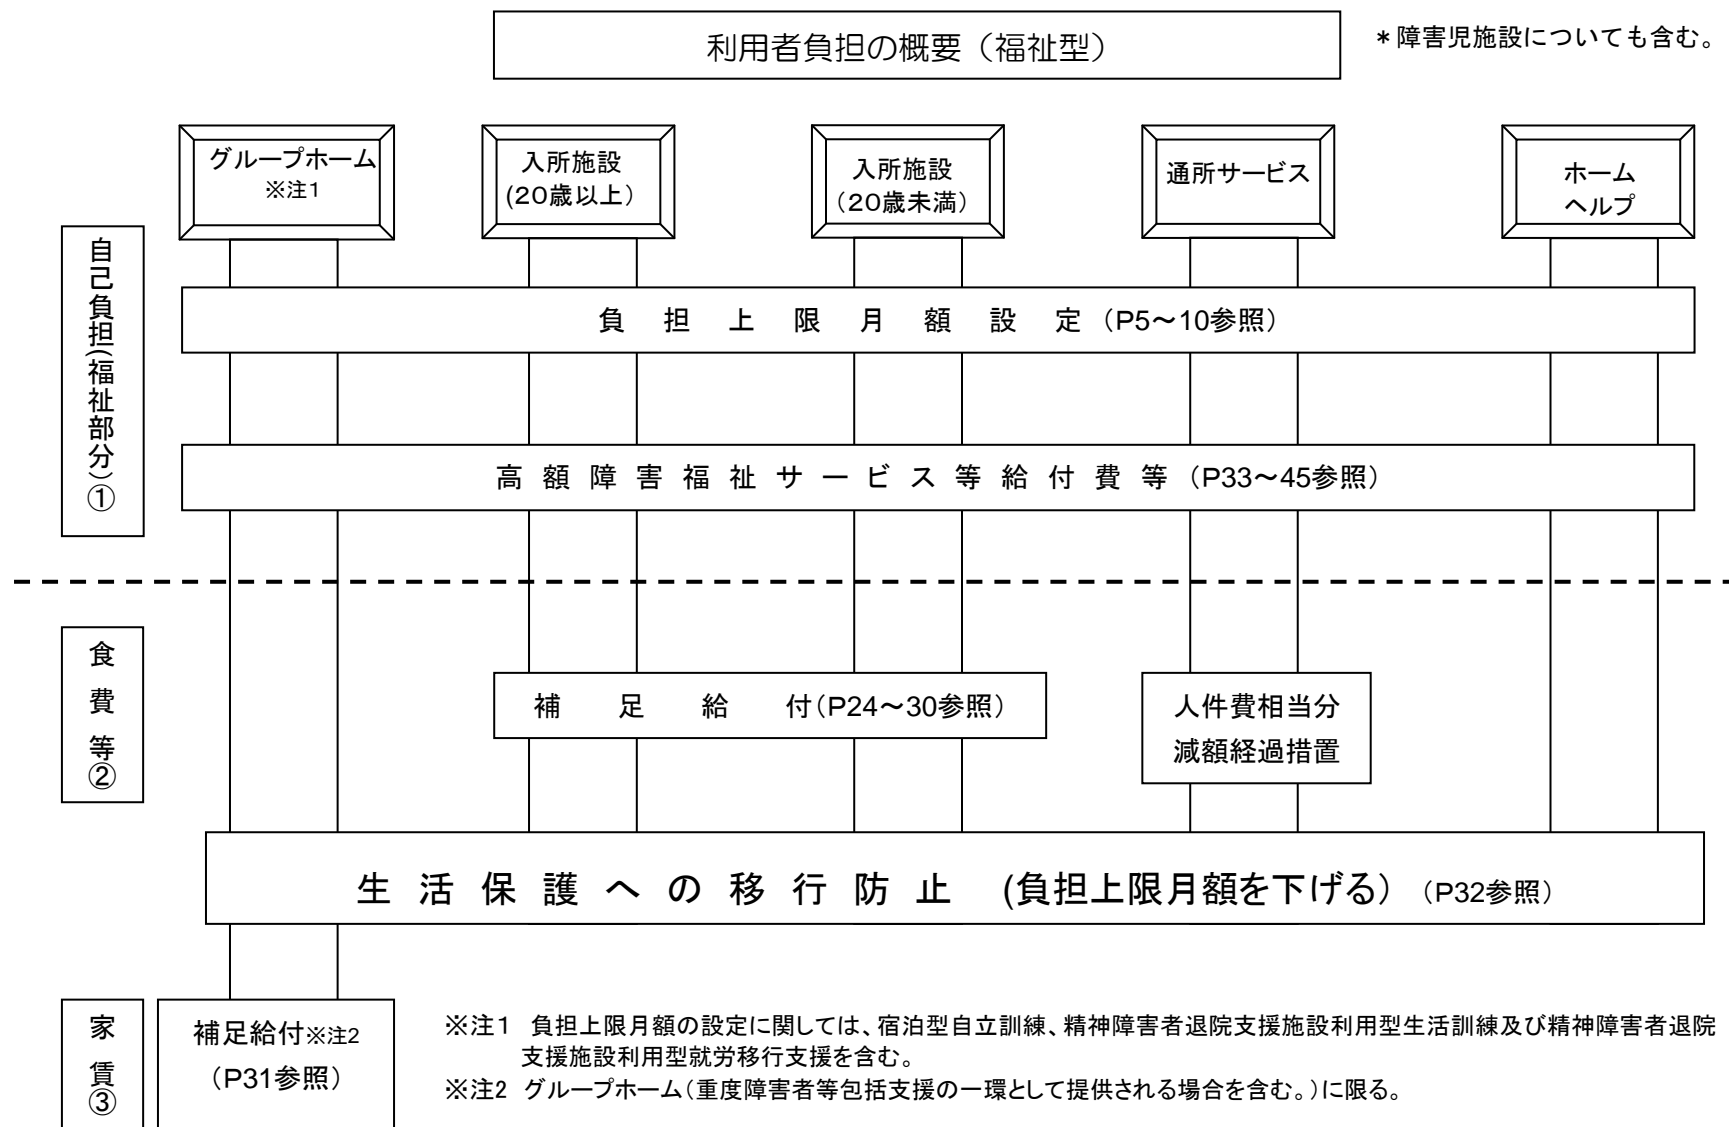 利用者負担の概要（福祉型）
＊障害児施設についても含む。
グループホーム
※注1
入所施設
(20歳以上)
入所施設
（20歳未満）
通所サービス
ホーム
ヘルプ
自己負担(福祉部分)①
負担上限月額設定（P5～10参照）
高額障害福祉サービス等給付費等（P33～45参照）
食費等②
補足給付（P24～30参照）
人件費相当分
減額経過措置
生活保護への移行防止 (負担上限月額を下げる）（P32参照）
家賃③
補足給付※注2
（P31参照）
※注1 負担上限月額の設定に関しては、宿泊型自立訓練、精神障害者退院支援施設利用型生活訓練及び精神障害者退院
支援施設利用型就労移行支援を含む。
※注2 グループホーム（重度障害者等包括支援の一環として提供される場合を含む。）に限る。